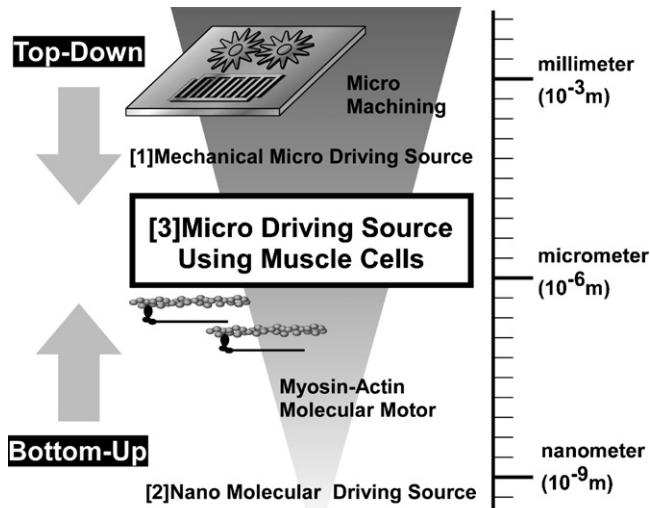 Top-Down
Micro
Machining
[1]Mechanical Micro Driving Source
[3]Micro Driving Source
Using Muscle Cells
Myosin-Actin
Molecular Motor
Bottom-Up
[2]Nano Molecular Driving Source
millimeter
(10⁻³m)
micrometer
(10⁻⁶m)
nanometer
(10⁻⁹m)